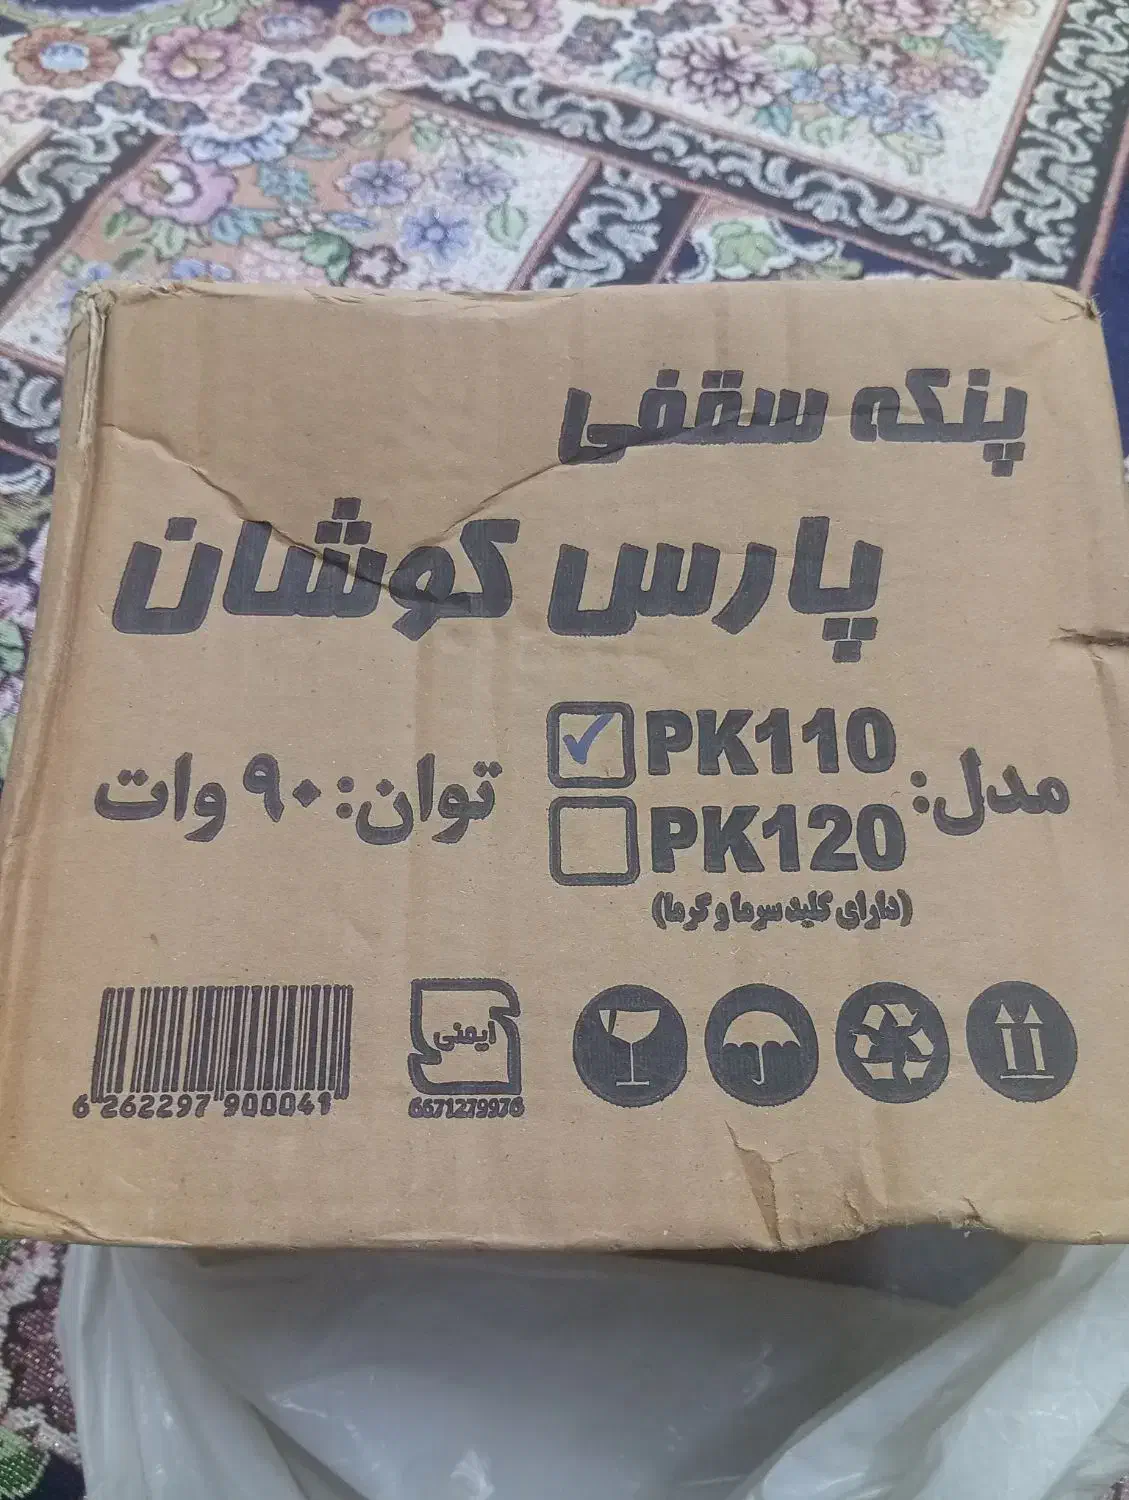 پنکه سقفی
پارس کوشان
مدل:
PK110
PK120
(دارای کلید سرما و گرما)
توان: ۹۰ وات
ایمنی
6671279976
6 262297 900041